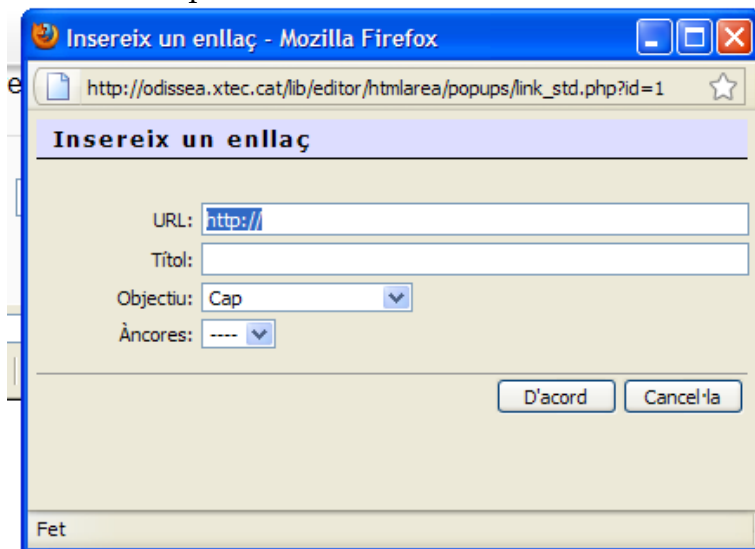 Insereix un enllaç - Mozilla Firefox
http://odissea.xtec.cat/lib/editor/htmlarea/popups/link_std.php?id=1
Insereix un enllaç
URL: http://
Títol:
Objectiu: Cap
Àncores: ----
D'acord Cancel·la
Fet